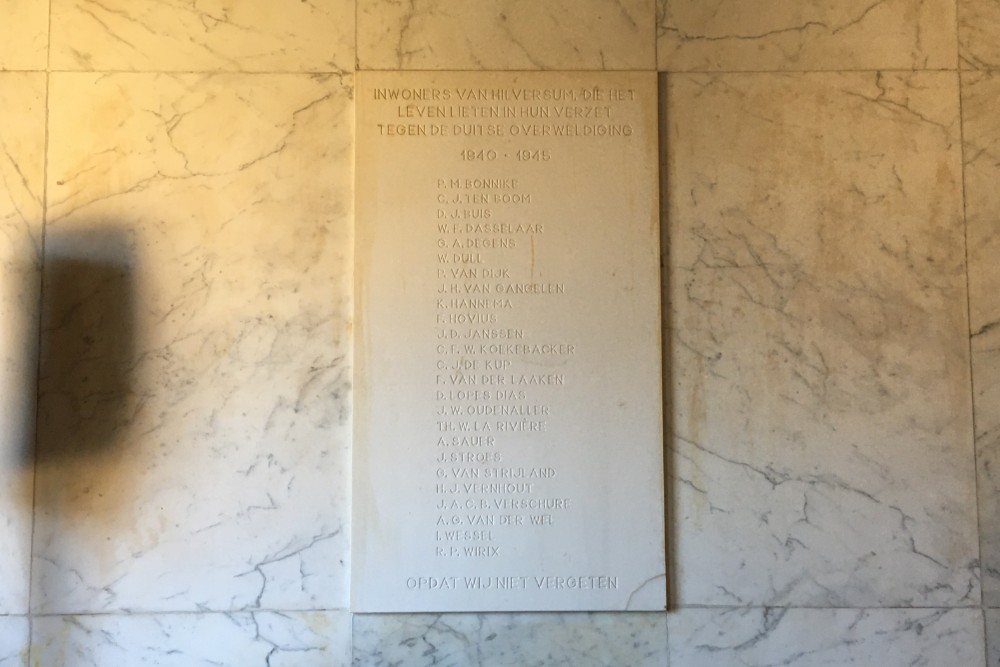 INWONERS VAN HILVERSUM, DIE HET
LEVEN LIETEN IN HUN VERZET
TEGEN DE DUITSE OVERWELDIGING
1940 - 1945
P. M. BONNIKE
C. J. TEN BOOM
D. J. BUIS
W. F. DASSELAAR
G. A. DEGENS
W. DULL
P. VAN DIJK
J. H. VAN GANGELEN
K. HANNEMA
F. HOVIUS
J. D. JANSSEN
C. F. W. KOEKEBACKER
C. J. DE KUP
F. VAN DER LAAKEN
D. LOPES DIAS
J. W. OUDENALLER
TH. W. LA RIVIÈRE
A. SAUER
J. STROES
G. VAN STRIJLAND
H. J. VERNHOUT
J. A. C. B. VERSCHURE
A. G. VAN DER WEL
I. WESSEL
R. P. WIRIX
OPDAT WIJ NIET VERGETEN